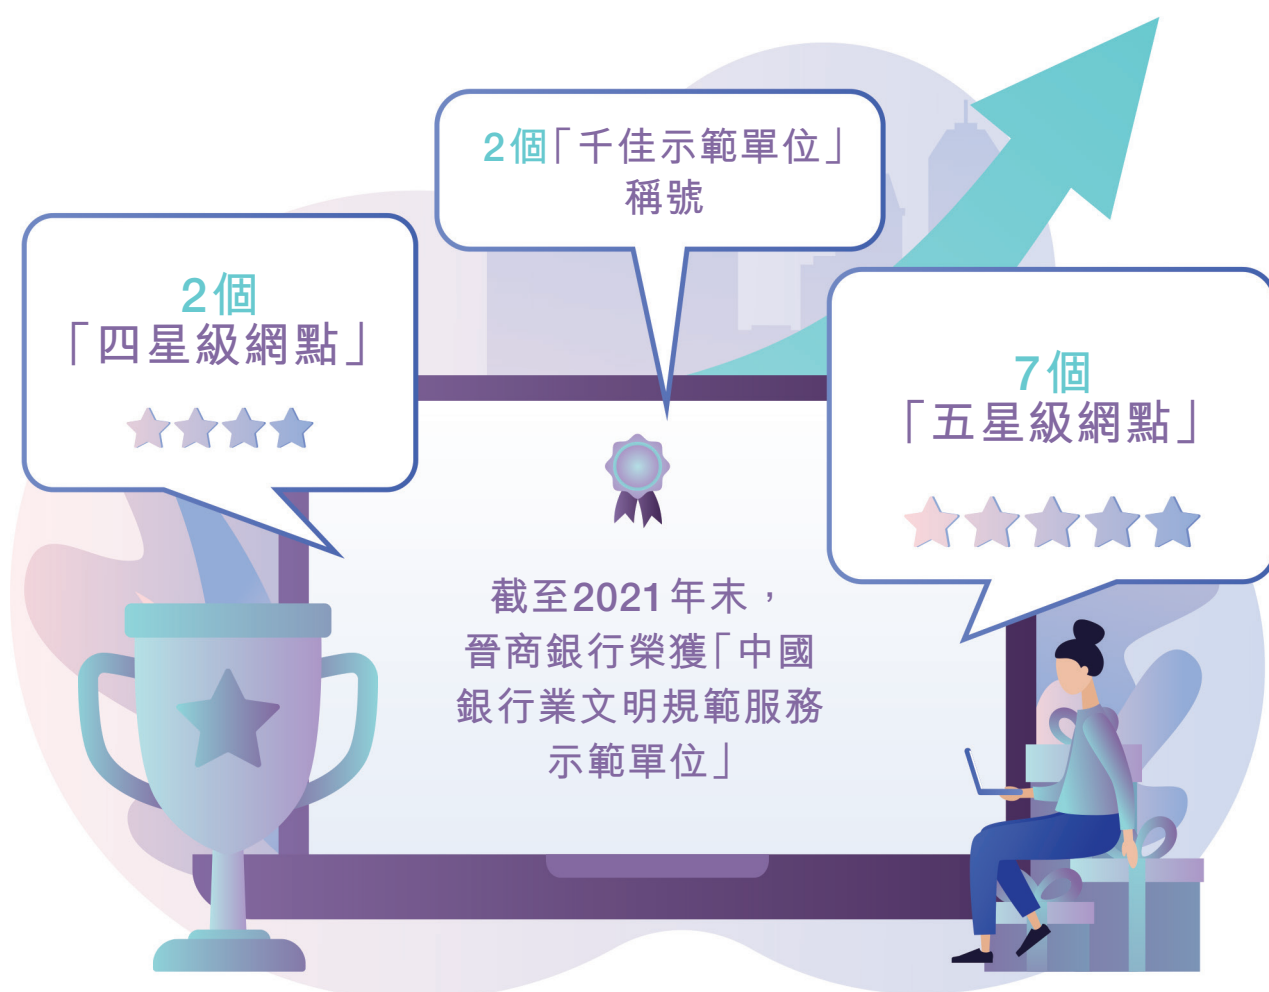 2個「千佳示範單位」
稱號
2個
「四星級網點」
7個
「五星級網點」
截至2021年末，
晉商銀行榮獲「中國
銀行業文明規範服務
示範單位」